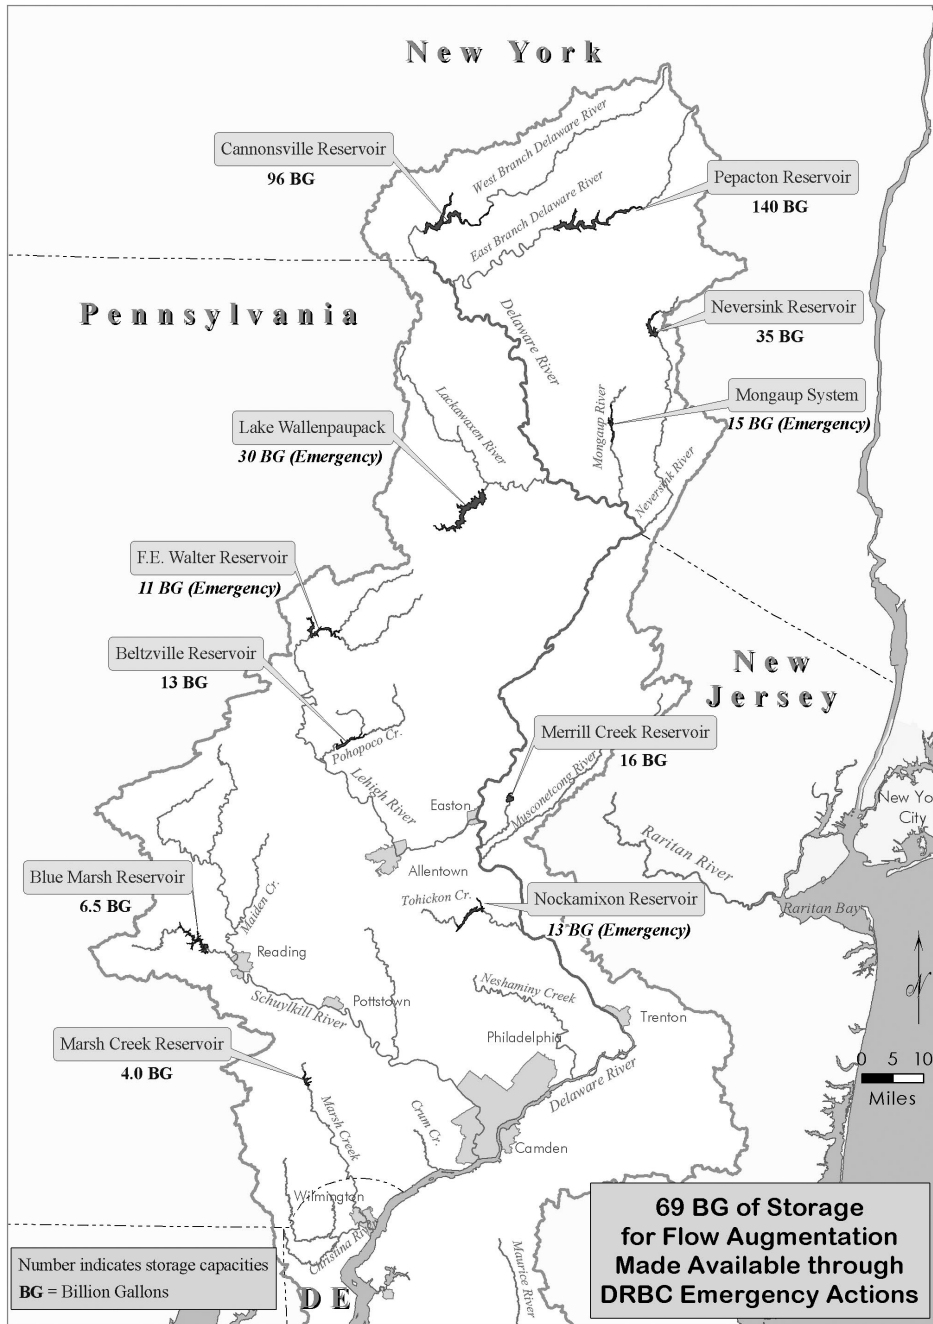 New York
Cannonsville Reservoir
96 BG
West Branch Delaware River
Pepacton Reservoir
140 BG
East Branch Delaware River
Pennsylvania
Delaware River
Neversink Reservoir
35 BG
Mongaup System
15 BG (Emergency)
Lackawaxen River
Mongaup River
Lake Wallenpaupack
30 BG (Emergency)
Neversink River
F.E. Walter Reservoir
11 BG (Emergency)
Beltzville Reservoir
13 BG
New
Jersey
Merrill Creek Reservoir
16 BG
Pohopoco Cr.
Lehigh River
Musconetcong River
Easton
New Yo
City
Raritan River
Allentown
Blue Marsh Reservoir
6.5 BG
Maiden Cr.
Tohickon Cr.
Nockamixon Reservoir
13 BG (Emergency)
Raritan Bay
Reading
Neshaminy Creek
N
Schuylkill River
Pottstown
Trenton
Philadelphia
Marsh Creek Reservoir
4.0 BG
0 5 10
Miles
Delaware River
Marsh Creek
Crum Cr.
Camden
Wilmington
Christina River
Maurice River
69 BG of Storage
for Flow Augmentation
Made Available through
DRBC Emergency Actions
Number indicates storage capacities
BG = Billion Gallons
DE